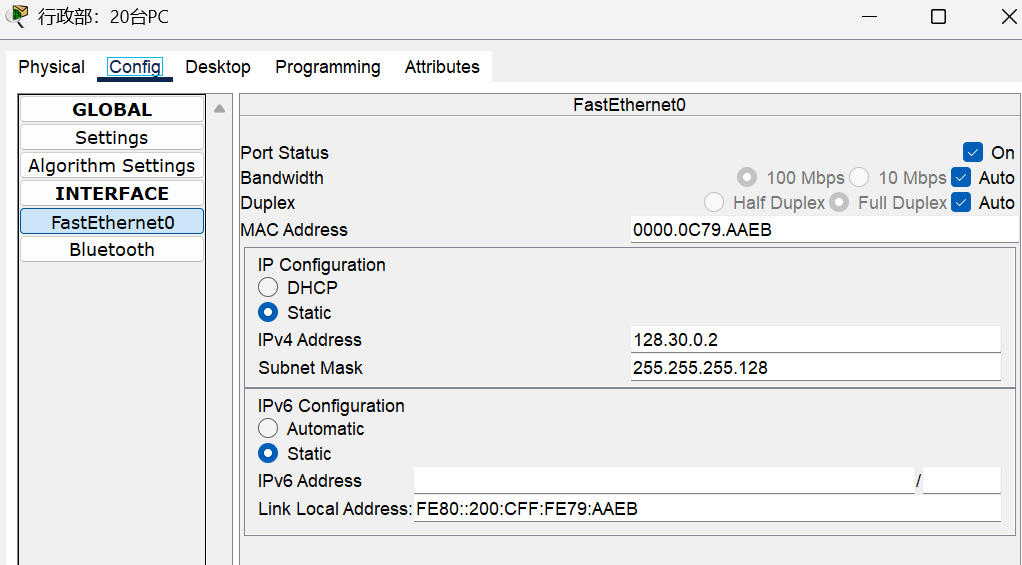 行政部：20台PC
Physical Config Desktop Programming Attributes
GLOBAL
Settings
Algorithm Settings
INTERFACE
FastEthernet0
Bluetooth
FastEthernet0
Port Status On
Bandwidth 100 Mbps 10 Mbps Auto
Duplex Half Duplex Full Duplex Auto
MAC Address 0000.0C79.AAEB
IP Configuration
DHCP
Static
IPv4 Address 128.30.0.2
Subnet Mask 255.255.255.128
IPv6 Configuration
Automatic
Static
IPv6 Address /
Link Local Address: FE80::200:CFF:FE79:AAEB